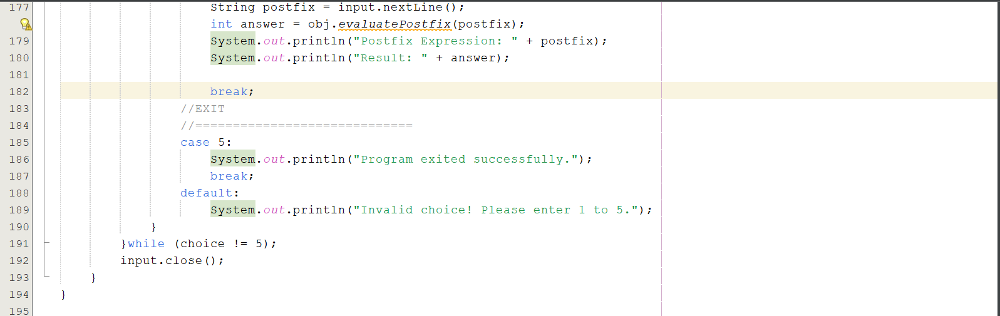 177 String postfix = input.nextLine();
int answer = obj.evaluatePostfix(postfix);
179 System.out.println("Postfix Expression: " + postfix);
180 System.out.println("Result: " + answer);
181
182 break;
183 //EXIT
184 //=============================
185 case 5:
186 System.out.println("Program exited successfully.");
187 break;
188 default:
189 System.out.println("Invalid choice! Please enter 1 to 5.");
190 }
191 }while (choice != 5);
192 input.close();
193 }
194 }
195